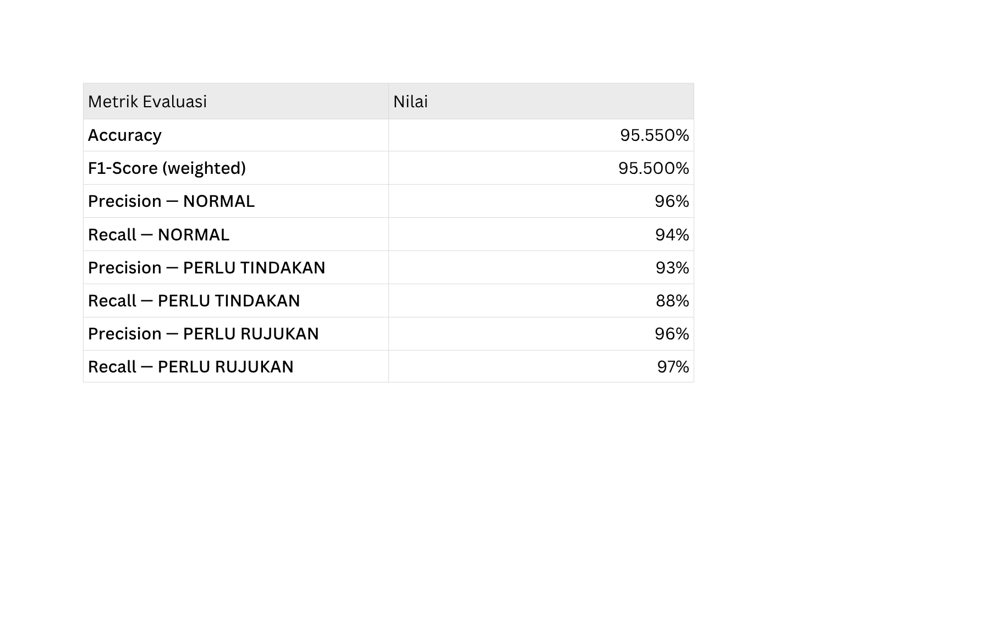 Metrik Evaluasi Nilai
Accuracy 95.550%
F1-Score (weighted) 95.500%
Precision — NORMAL 96%
Recall — NORMAL 94%
Precision — PERLU TINDAKAN 93%
Recall — PERLU TINDAKAN 88%
Precision — PERLU RUJUKAN 96%
Recall — PERLU RUJUKAN 97%